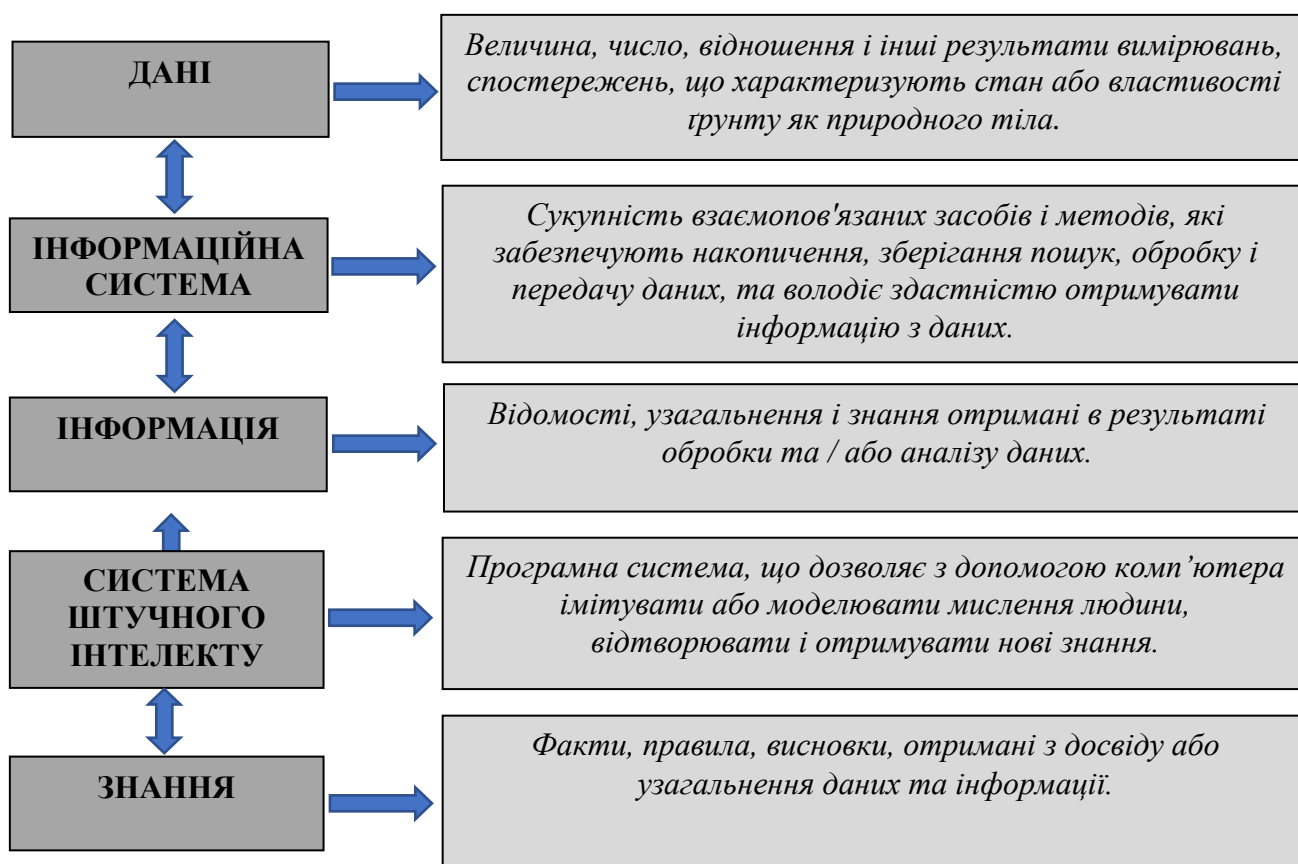 ДАНІ
Величина, число, відношення і інші результати вимірювань,
спостережень, що характеризують стан або властивості
ґрунту як природного тіла.
ІНФОРМАЦІЙНА
СИСТЕМА
Сукупність взаємопов'язаних засобів і методів, які
забезпечують накопичення, зберігання пошук, обробку і
передачу даних, та володіє здастністю отримувати
інформацію з даних.
ІНФОРМАЦІЯ
Відомості, узагальнення і знання отримані в результаті
обробки та / або аналізу даних.
СИСТЕМА
ШТУЧНОГО
ІНТЕЛЕКТУ
Програмна система, що дозволяє з допомогою комп’ютера
імітувати або моделювати мислення людини,
відтворювати і отримувати нові знання.
ЗНАННЯ
Факти, правила, висновки, отримані з досвіду або
узагальнення даних та інформації.